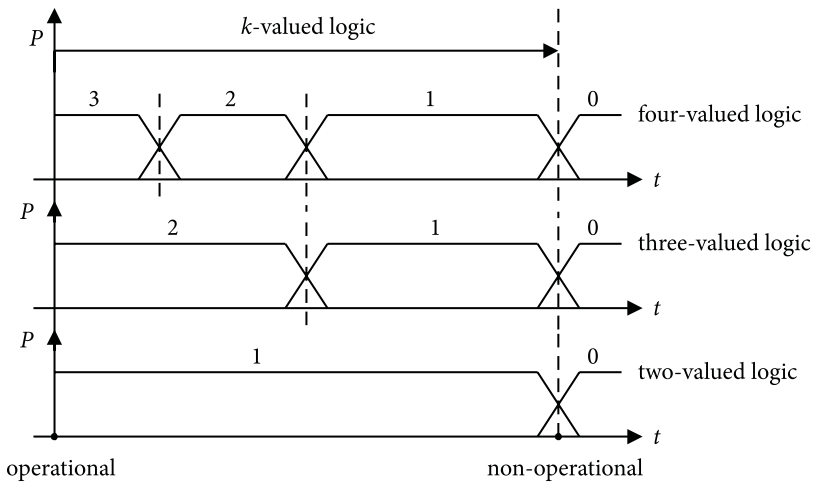 P
k-valued logic
3 2 1 0
four-valued logic
t
P
2 1 0
three-valued logic
t
P
1 0
two-valued logic
t
operational non-operational